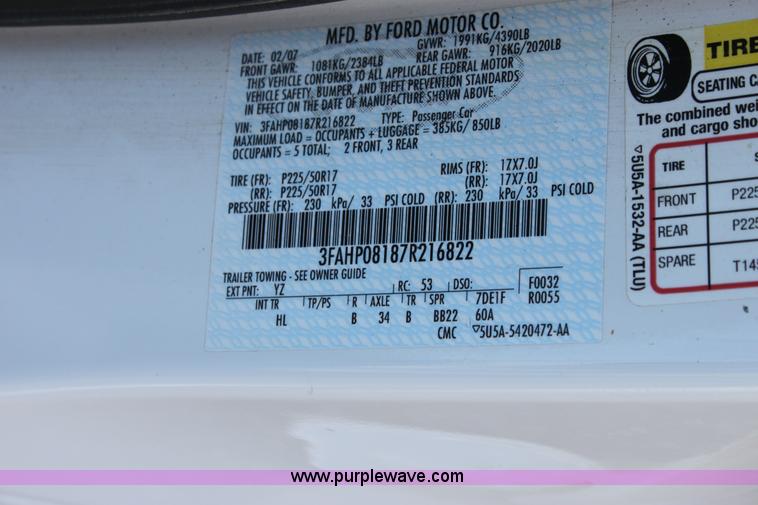 MFD. BY FORD MOTOR CO.
DATE: 02/07 GVWR: 1991KG/4390LB
FRONT GAWR: 1081KG/2384LB REAR GAWR: 916KG/2020LB
THIS VEHICLE CONFORMS TO ALL APPLICABLE FEDERAL MOTOR
VEHICLE SAFETY, BUMPER, AND THEFT PREVENTION STANDARDS
IN EFFECT ON THE DATE OF MANUFACTURE SHOWN ABOVE.
VIN: 3FAHP08187R216822 TYPE: Passenger Car
MAXIMUM LOAD = OCCUPANTS + LUGGAGE = 385KG/ 850LB
OCCUPANTS = 5 TOTAL; 2 FRONT, 3 REAR
TIRE (FR): P225/50R17 RIMS (FR): 17X7.0J
(RR): P225/50R17 (RR): 17X7.0J
PRESSURE (FR): 230 kPa/ 33 PSI COLD (RR): 230 kPa/ 33 PSI COLD
3FAHP08187R216822
TRAILER TOWING - SEE OWNER GUIDE
EXT PNT: YZ RC: 53 DSO: F0032
INT TR TP/PS R AXLE TR SPR 7DE1F R0055
HL B 34 B BB22 60A
CMC ▽5U5A-5420472-AA
TIRE
SEATING CA
The combined wei
and cargo sho
▽5U5A-1532-AA (TLU)
TIRE S
FRONT P225
REAR P225
SPARE T145
www.purplewave.com